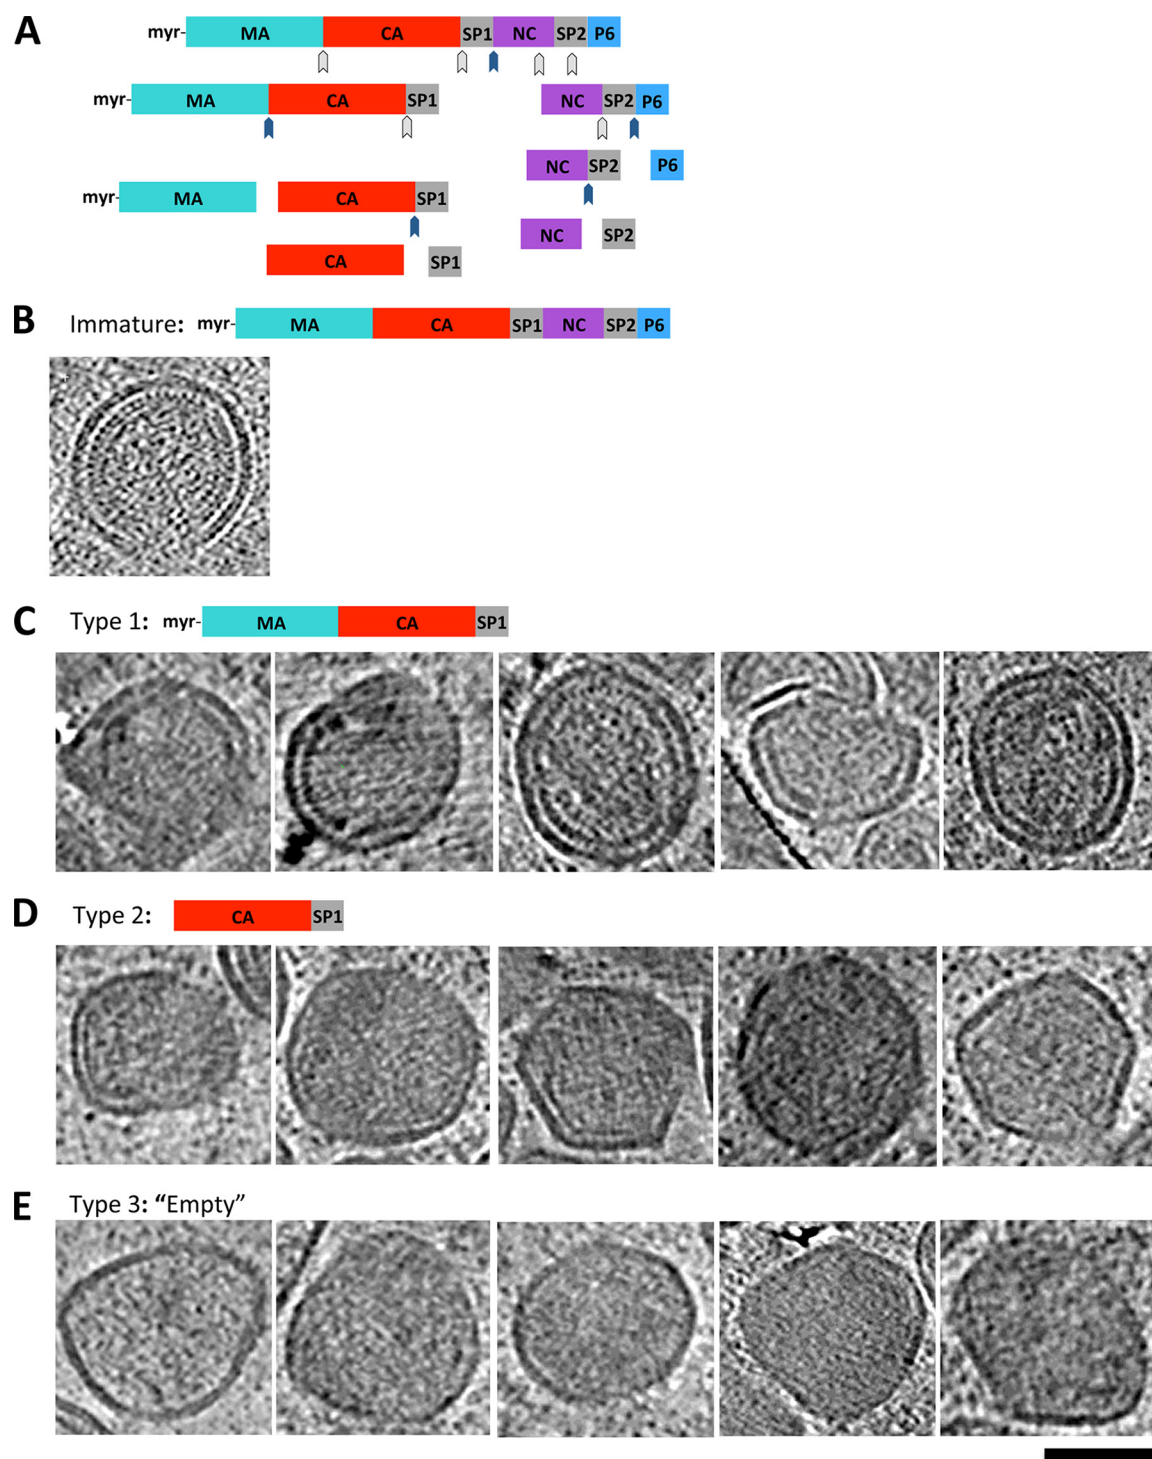 A
myr- MA CA SP1 NC SP2 P6
myr- MA CA SP1 NC SP2 P6
NC SP2 P6
myr- MA CA SP1
NC SP2
CA SP1
B Immature: myr- MA CA SP1 NC SP2 P6
C Type 1: myr- MA CA SP1
D Type 2: CA SP1
E Type 3: “Empty”